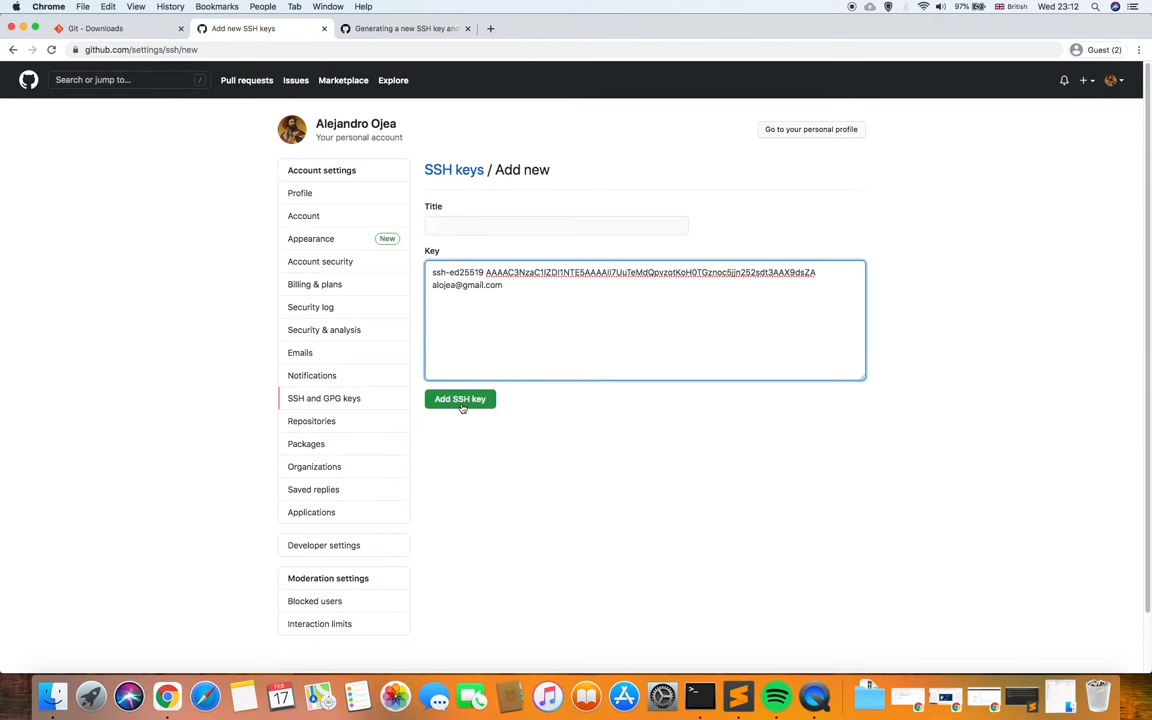 Chrome File Edit View History Bookmarks People Tab Window Help 97% British Wed 23:12
Git - Downloads Add new SSH keys Generating a new SSH key and
github.com/settings/ssh/new Guest (2)
Search or jump to... / Pull requests Issues Marketplace Explore
Alejandro Ojea
Your personal account
Go to your personal profile
Account settings
Profile
Account
Appearance New
Account security
Billing & plans
Security log
Security & analysis
Emails
Notifications
SSH and GPG keys
Repositories
Packages
Organizations
Saved replies
Applications
Developer settings
Moderation settings
Blocked users
Interaction limits
SSH keys / Add new
Title
Key
ssh-ed25519
alojea@gmail.com
Add SSH key
FEB
17